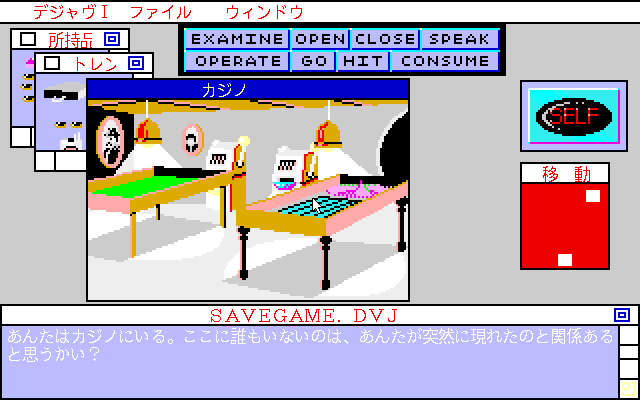 デジャヴI ファイル ウィンドウ
所持品
トレン
EXAMINE OPEN CLOSE SPEAK
OPERATE GO HIT CONSUME
カジノ
SELF
移 動
SAVEGAME. DVJ
あんたはカジノにいる。ここに誰もいないのは、あんたが突然に現れたのと関係ある
と思うかい？